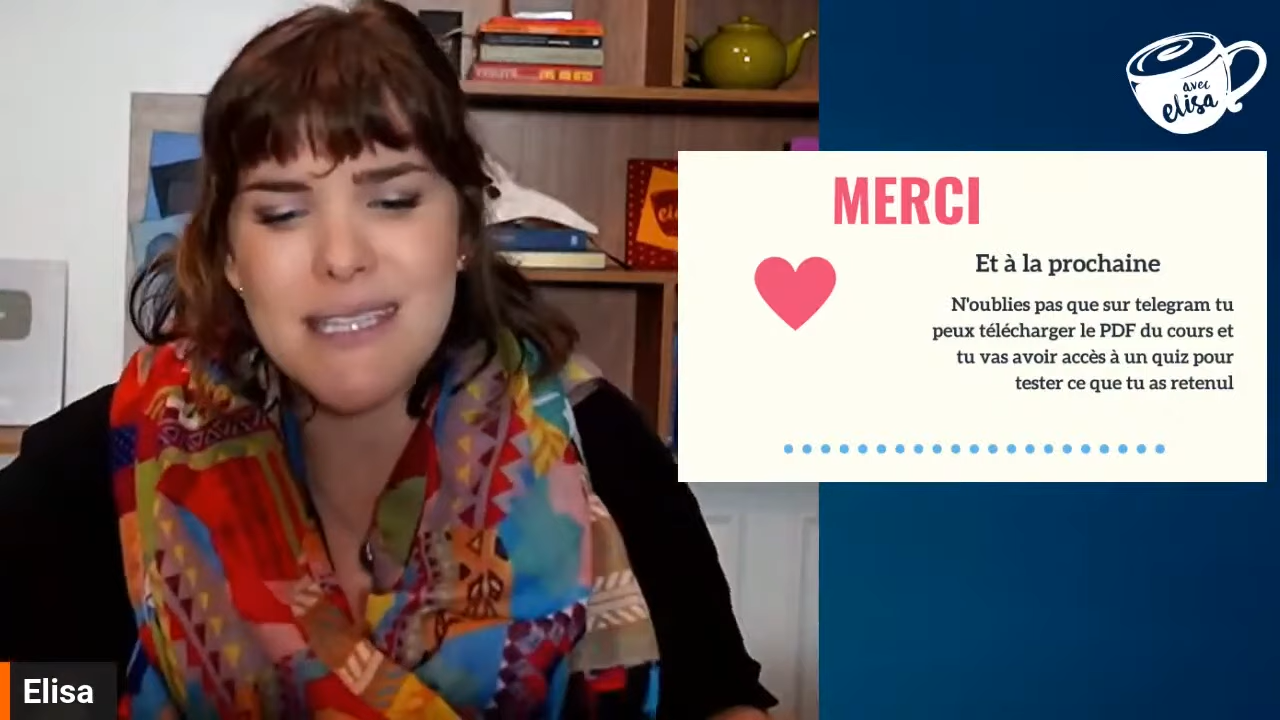 avec
elisa
MERCI
Et à la prochaine
N'oublies pas que sur telegram tu
peux télécharger le PDF du cours et
tu vas avoir accès à un quiz pour
tester ce que tu as retenul
Elisa